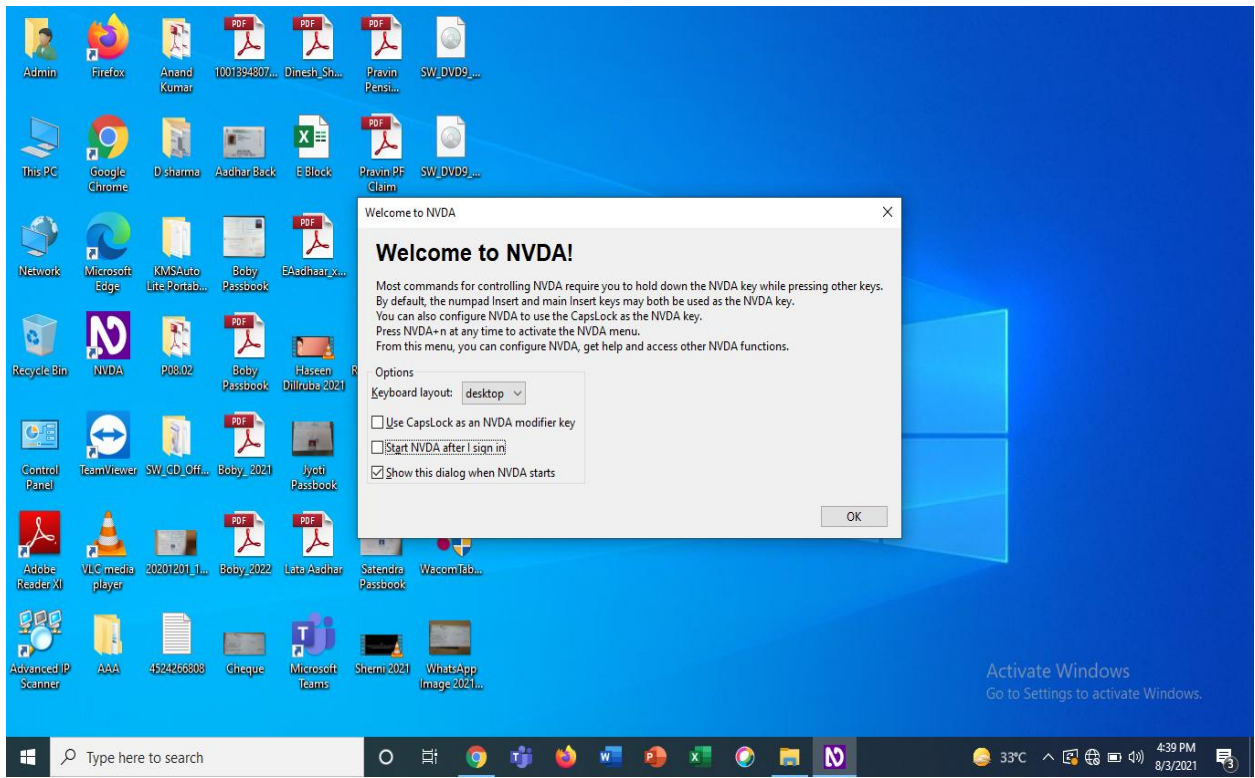 Admin
Firefox
Anand
Kumar
PDF
1001394807...
PDF
Dinesh_Sh...
PDF
Pravin
Pensi...
SW_DVD9_...
This PC
Google
Chrome
D sharma
Aadhar Back
E Block
PDF
Pravin PF
Claim
SW_DVD9_...
Network
Microsoft
Edge
KMSAuto
Lite Portab...
Boby
Passbook
PDF
EAadhaar_x...
Recycle Bin
NVDA
P08.02
PDF
Boby
Passbook
Haseen
Dillruba 2021
R
Control
Panel
TeamViewer
SW_CD_Off...
PDF
Boby_ 2021
Jyoti
Passbook
Adobe
Reader XI
VLC media
player
20201201_1...
PDF
Boby_2022
PDF
Lata Aadhar
Satendra
Passbook
WacomTab...
Advanced IP
Scanner
AAA
4524266808
Cheque
Microsoft
Teams
Sherni 2021
WhatsApp
Image 2021...
Welcome to NVDA
Welcome to NVDA!
Most commands for controlling NVDA require you to hold down the NVDA key while pressing other keys.
By default, the numpad Insert and main Insert keys may both be used as the NVDA key.
You can also configure NVDA to use the CapsLock as the NVDA key.
Press NVDA+n at any time to activate the NVDA menu.
From this menu, you can configure NVDA, get help and access other NVDA functions.
Options
Keyboard layout: desktop
Use CapsLock as an NVDA modifier key
Start NVDA after I sign in
Show this dialog when NVDA starts
OK
Activate Windows
Go to Settings to activate Windows.
Type here to search
33°C
4:39 PM
8/3/2021
3